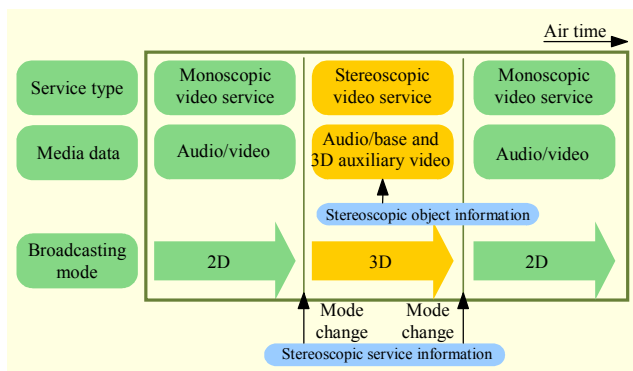 Air time
Service type
Monoscopic
video service
Stereoscopic
video service
Monoscopic
video service
Media data
Audio/video
Audio/base and
3D auxiliary video
Audio/video
Stereoscopic object information
Broadcasting
mode
2D
3D
2D
Mode
change
Mode
change
Stereoscopic service information